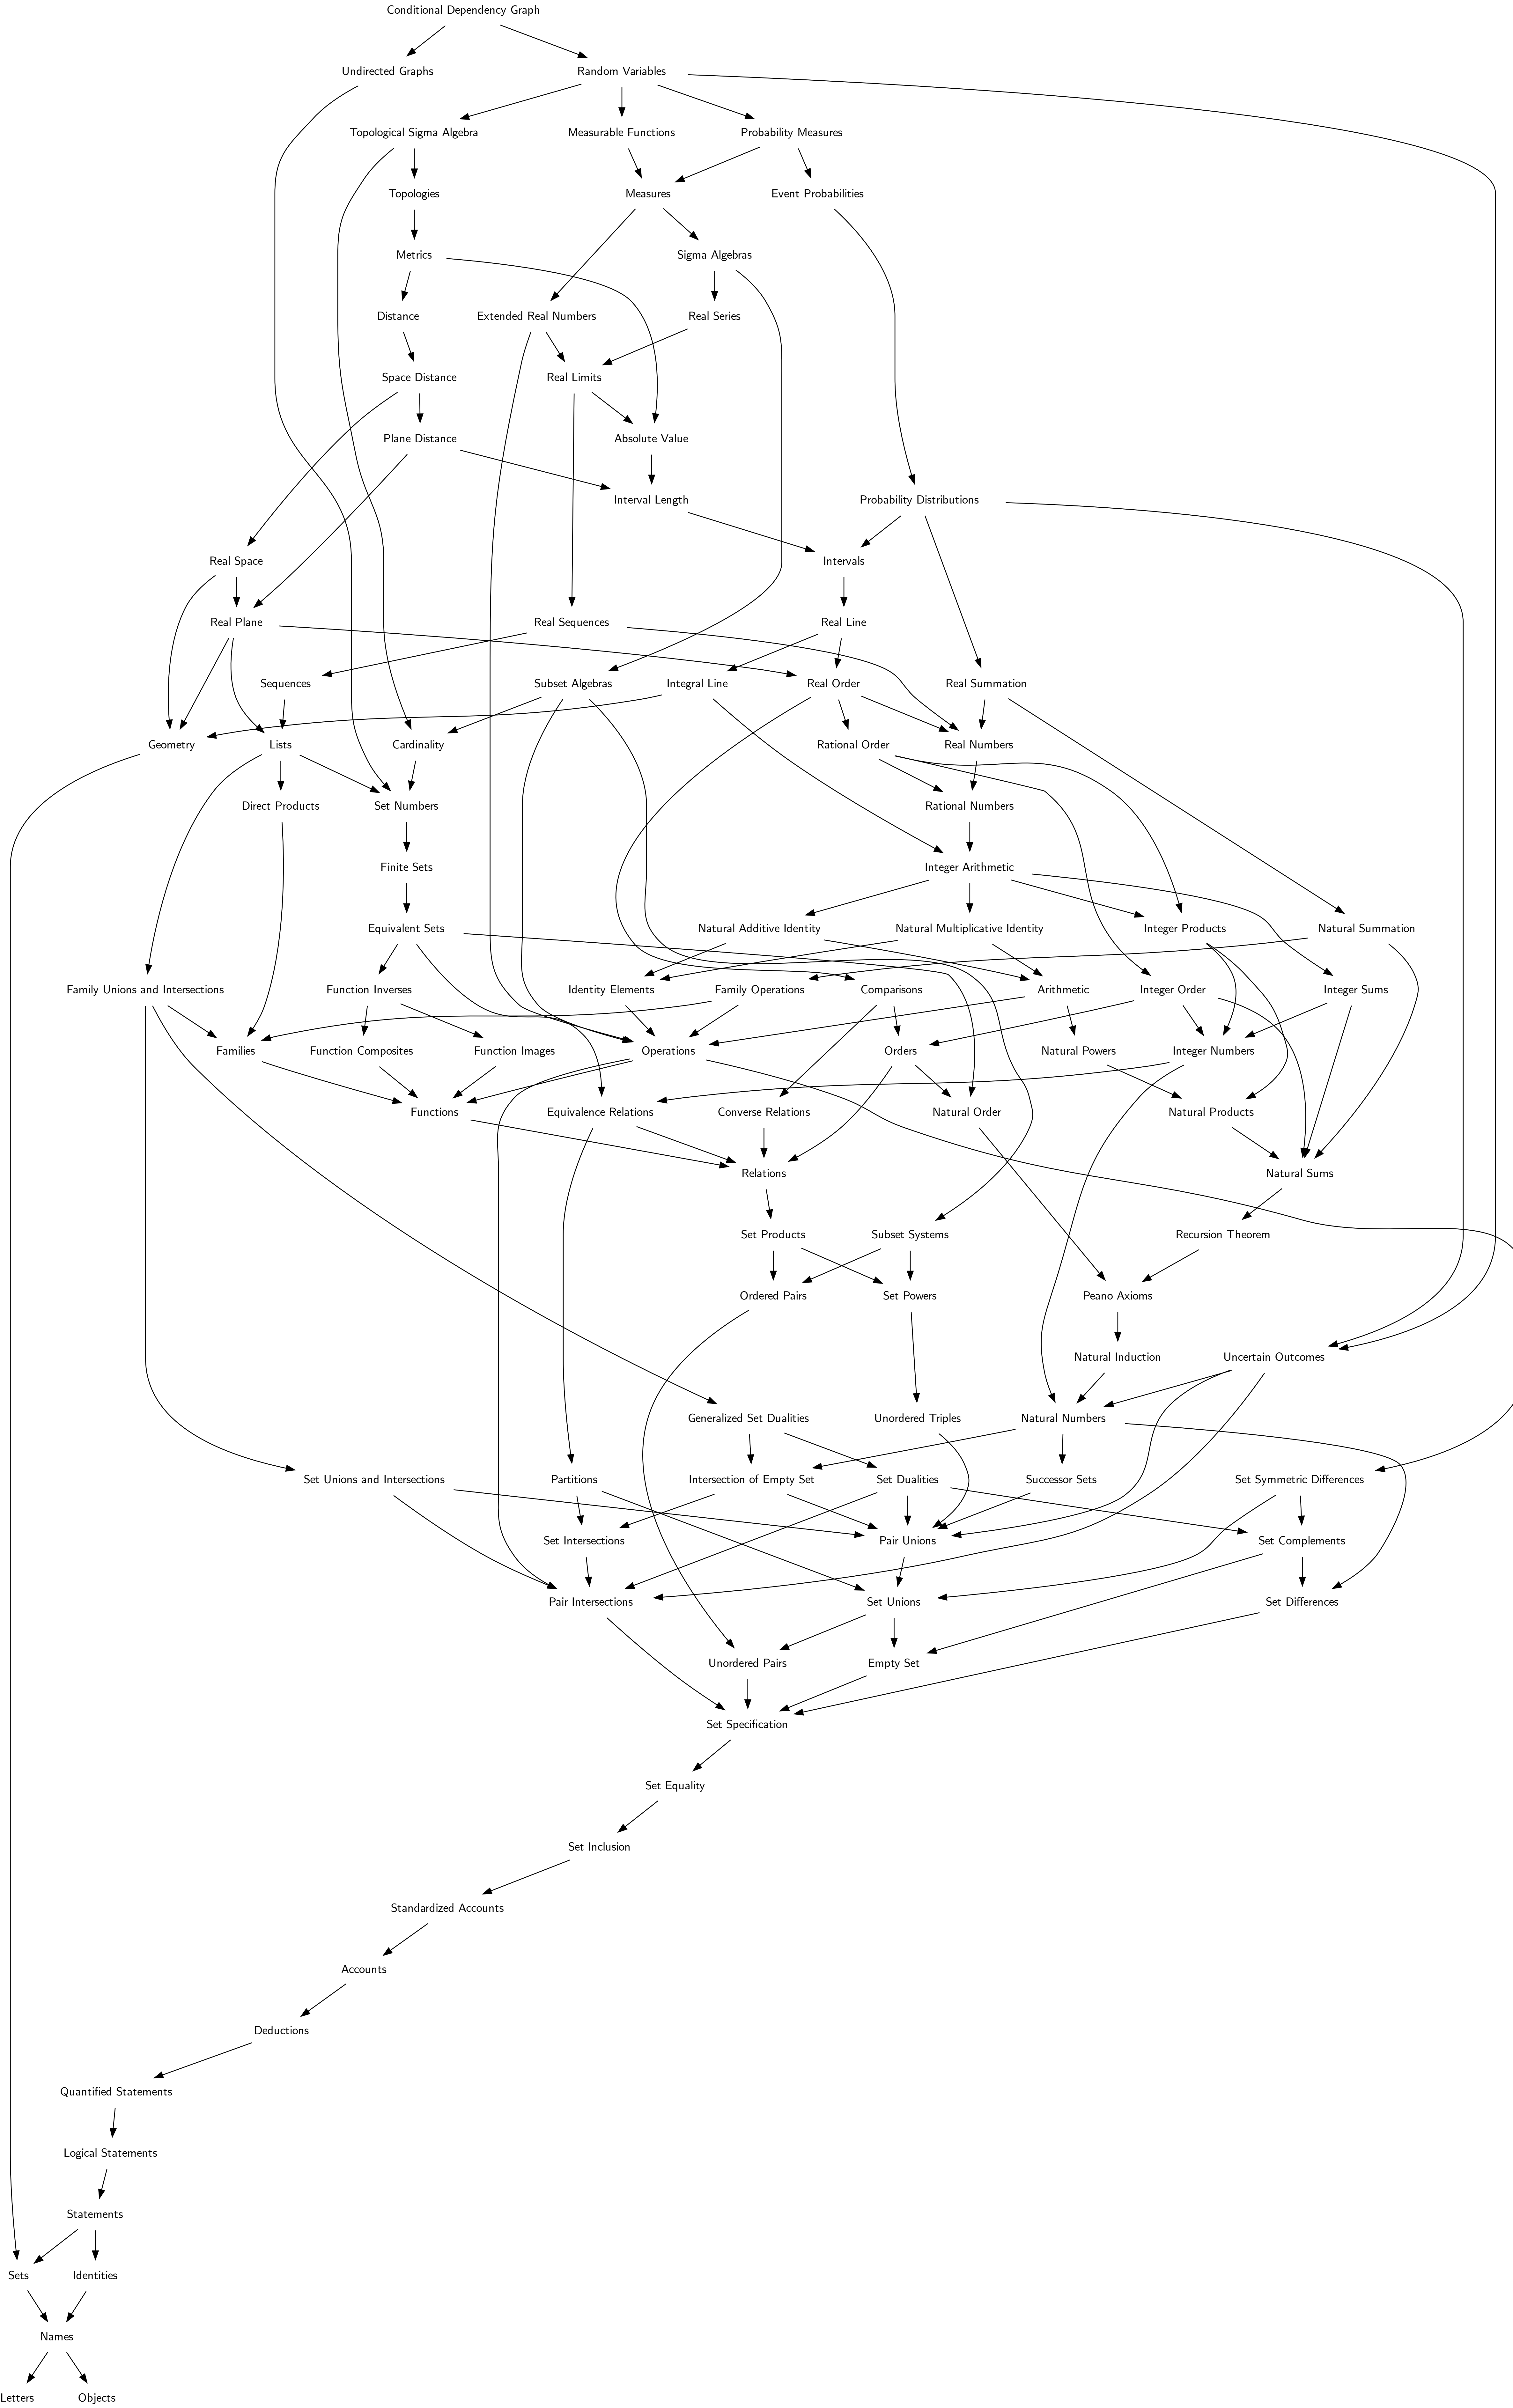 Conditional Dependency Graph
Undirected Graphs
Random Variables
Topological Sigma Algebra
Measurable Functions
Probability Measures
Topologies
Measures
Event Probabilities
Metrics
Sigma Algebras
Distance
Extended Real Numbers
Real Series
Space Distance
Real Limits
Plane Distance
Absolute Value
Interval Length
Probability Distributions
Real Space
Intervals
Real Plane
Real Sequences
Real Line
Sequences
Subset Algebras
Integral Line
Real Order
Real Summation
Geometry
Lists
Cardinality
Rational Order
Real Numbers
Direct Products
Set Numbers
Rational Numbers
Finite Sets
Integer Arithmetic
Equivalent Sets
Natural Additive Identity
Natural Multiplicative Identity
Integer Products
Natural Summation
Family Unions and Intersections
Function Inverses
Identity Elements
Family Operations
Comparisons
Arithmetic
Integer Order
Integer Sums
Families
Function Composites
Function Images
Operations
Orders
Natural Powers
Integer Numbers
Functions
Equivalence Relations
Converse Relations
Natural Order
Natural Products
Relations
Natural Sums
Set Products
Subset Systems
Recursion Theorem
Ordered Pairs
Set Powers
Peano Axioms
Natural Induction
Uncertain Outcomes
Generalized Set Dualities
Unordered Triples
Natural Numbers
Set Unions and Intersections
Partitions
Intersection of Empty Set
Set Dualities
Successor Sets
Set Symmetric Differences
Set Intersections
Pair Unions
Set Complements
Pair Intersections
Set Unions
Set Differences
Unordered Pairs
Empty Set
Set Specification
Set Equality
Set Inclusion
Standardized Accounts
Accounts
Deductions
Quantified Statements
Logical Statements
Statements
Sets
Identities
Names
Letters
Objects